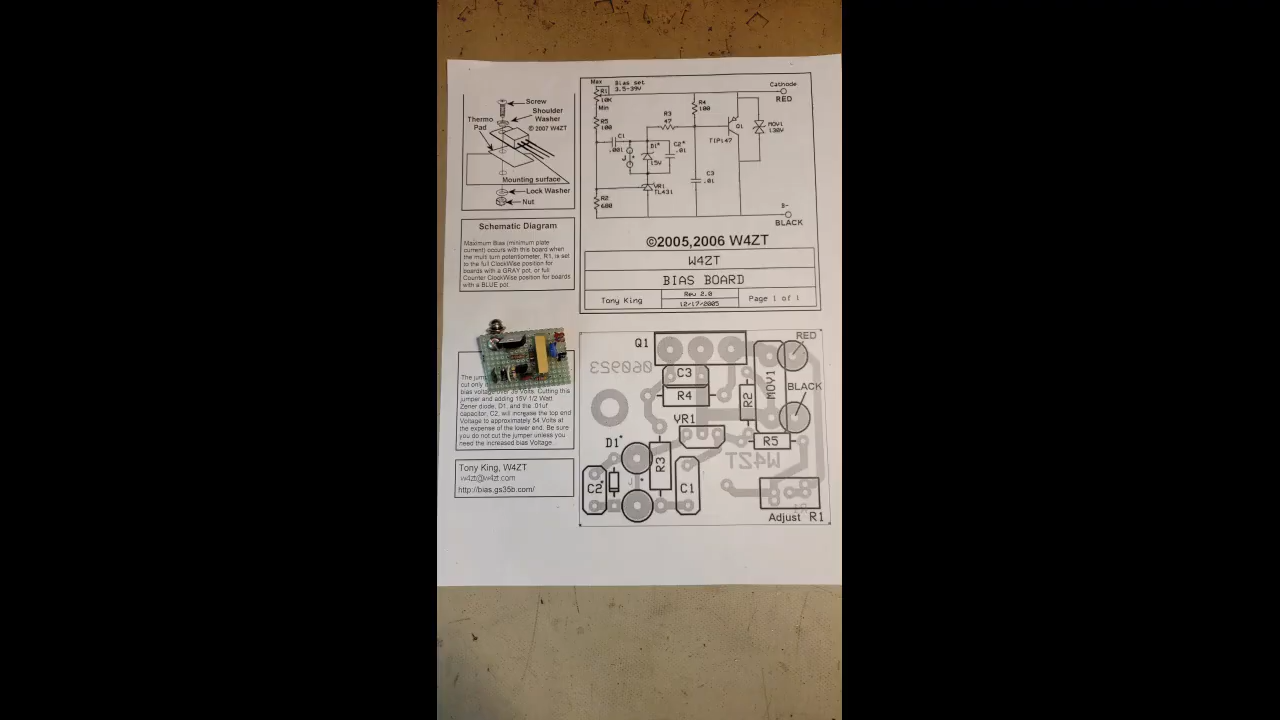 Screw
Shoulder
Washer
Thermo
Pad
© 2007 W4ZT
Mounting surface
Lock Washer
Nut
Schematic Diagram
Maximum Bias (minimum plate
current) occurs with this board when
the multi turn potentiometer, R1, is set
to the full ClockWise position for
boards with a GRAY pot, or full
Counter ClockWise position for boards
with a BLUE pot.
The jump
cut only
bias voltage over 39 Volts. Cutting this
jumper and adding 15V 1/2 Watt
Zener diode, D1, and the .01uf
capacitor, C2, will increase the top end
Voltage to approximately 54 Volts at
the expense of the lower end. Be sure
you do not cut the jumper unless you
need the increased bias Voltage.
Tony King, W4ZT
w4zt@w4zt.com
http://bias.gs35b.com/
Max
Bias set
3.5-39V
R1
10K
Min
Cathode
RED
R5
100
R4
100
R3
47
Q1
TIP147
MOV1
130V
C1
.001
J *
D1*
15V
C2*
.01
VR1
TL431
C3
.01
R2
680
B-
BLACK
©2005,2006 W4ZT
W4ZT
BIAS BOARD
Tony King
Rev 2.0
12/17/2005
Page 1 of 1
Q1
RED
060923
C3
R4
R2
MOV1
BLACK
VR1
D1*
R3
R5
W4ZT
C2*
J *
C1
R1
Adjust R1